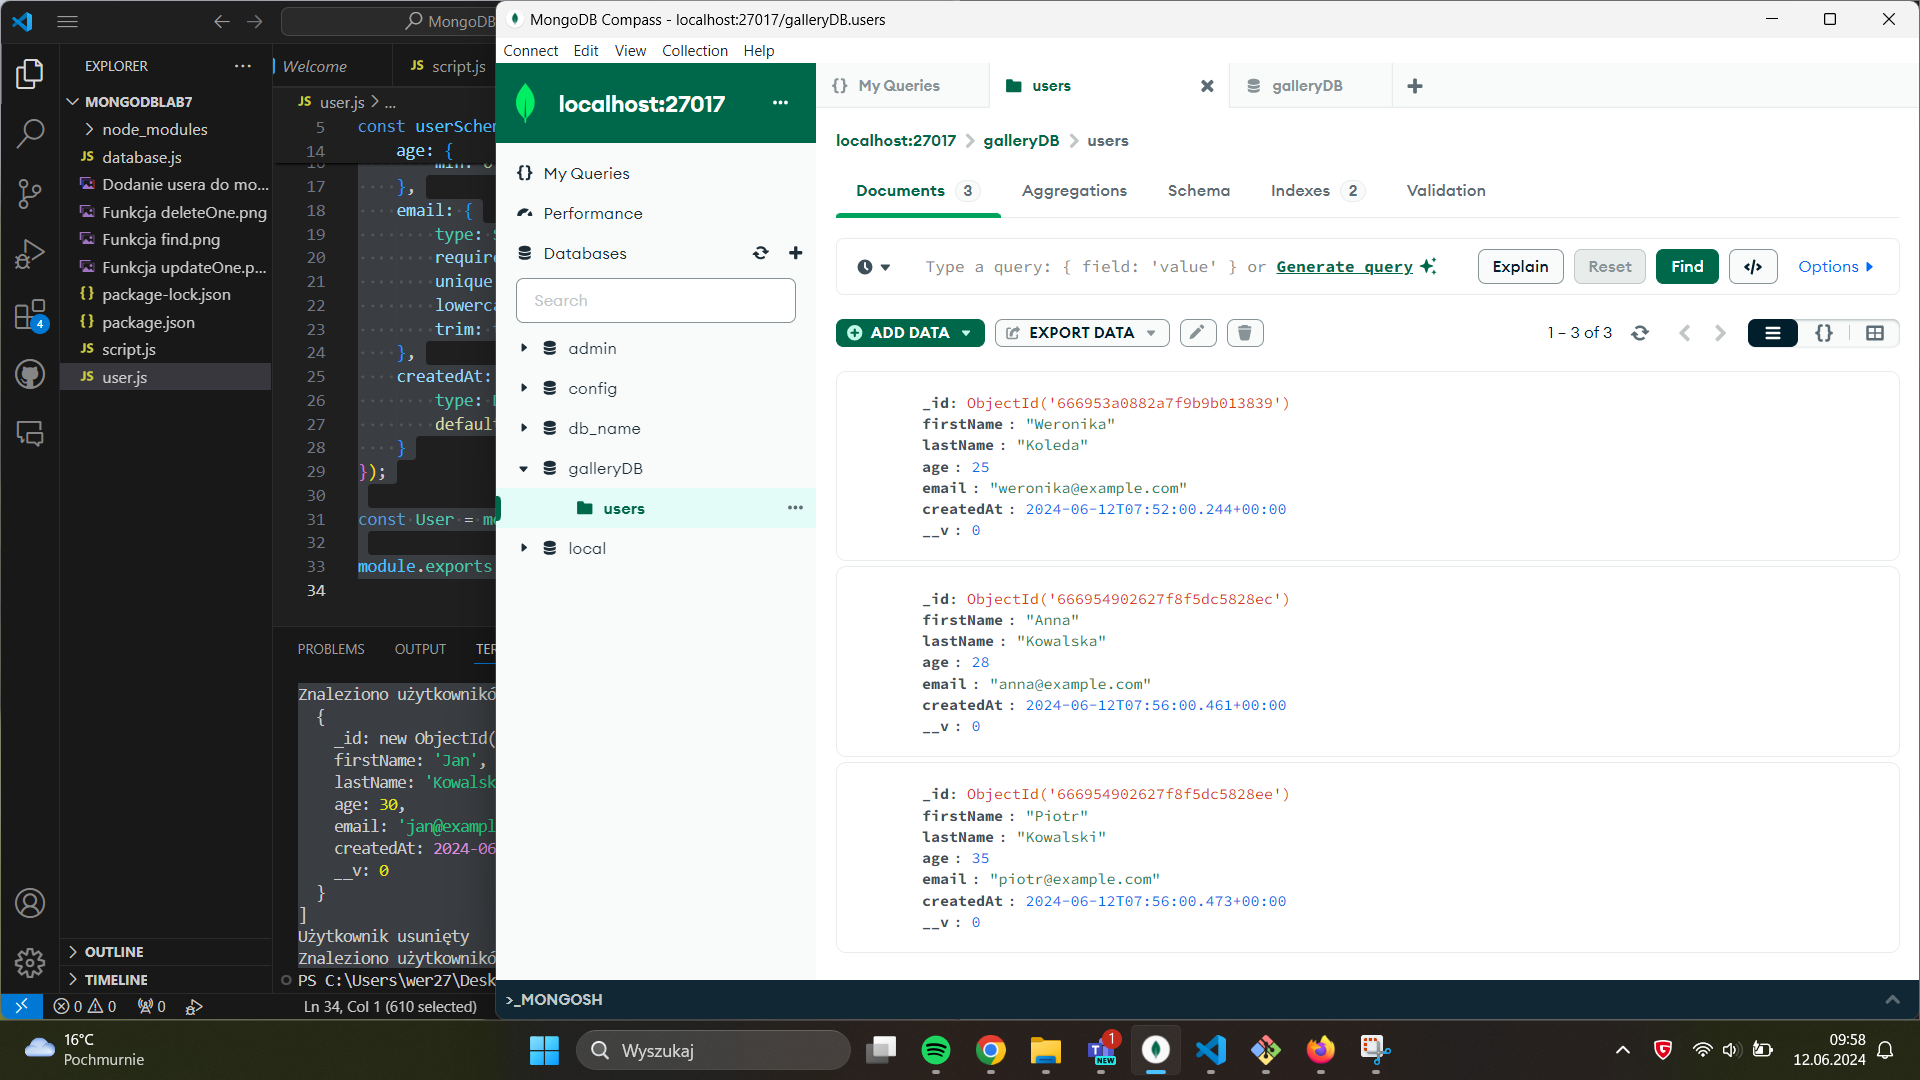 MongoDB
EXPLORER
MONGODBLAB7
node_modules
database.js
Dodanie usera do mo...
Funkcja deleteOne.png
Funkcja find.png
Funkcja updateOne.p...
package-lock.json
package.json
script.js
user.js
OUTLINE
TIMELINE
4
Welcome
JS script.js
JS user.js > ...
5 const userSchem
14 age: {
17 },
18 email: {
19 type:
20 require
21 unique
22 lowerca
23 trim:
24 },
25 createdAt:
26 type:
27 default
28 }
29 });
30
31 const User = mo
32
33 module.exports
34
PROBLEMS OUTPUT TER
Znaleziono użytkownikó
{
_id: new ObjectId(
firstName: 'Jan',
lastName: 'Kowalsk
age: 30,
email: 'jan@exampl
createdAt: 2024-06
__v: 0
}
]
Użytkownik usunięty
Znaleziono użytkownikó
PS C:\Users\wer27\Desk
0 0 0 Ln 34, Col 1 (610 selected)
MongoDB Compass - localhost:27017/galleryDB.users
Connect Edit View Collection Help
localhost:27017 ...
{} My Queries
Performance
Databases
Search
admin
config
db_name
galleryDB
users ...
local
{} My Queries users galleryDB
localhost:27017 > galleryDB > users
Documents 3 Aggregations Schema Indexes 2 Validation
Type a query: { field: 'value' } or Generate query Explain Reset Find </> Options
ADD DATA EXPORT DATA 1 – 3 of 3 {}
_id: ObjectId('666953a0882a7f9b9b013839')
firstName : "Weronika"
lastName : "Koleda"
age : 25
email : "weronika@example.com"
createdAt : 2024-06-12T07:52:00.244+00:00
__v : 0
_id: ObjectId('666954902627f8f5dc5828ec')
firstName : "Anna"
lastName : "Kowalska"
age : 28
email : "anna@example.com"
createdAt : 2024-06-12T07:56:00.461+00:00
__v : 0
_id: ObjectId('666954902627f8f5dc5828ee')
firstName : "Piotr"
lastName : "Kowalski"
age : 35
email : "piotr@example.com"
createdAt : 2024-06-12T07:56:00.473+00:00
__v : 0
>_MONGOSH
16°C
Pochmurnie
Wyszukaj
1
NEW
09:58
12.06.2024